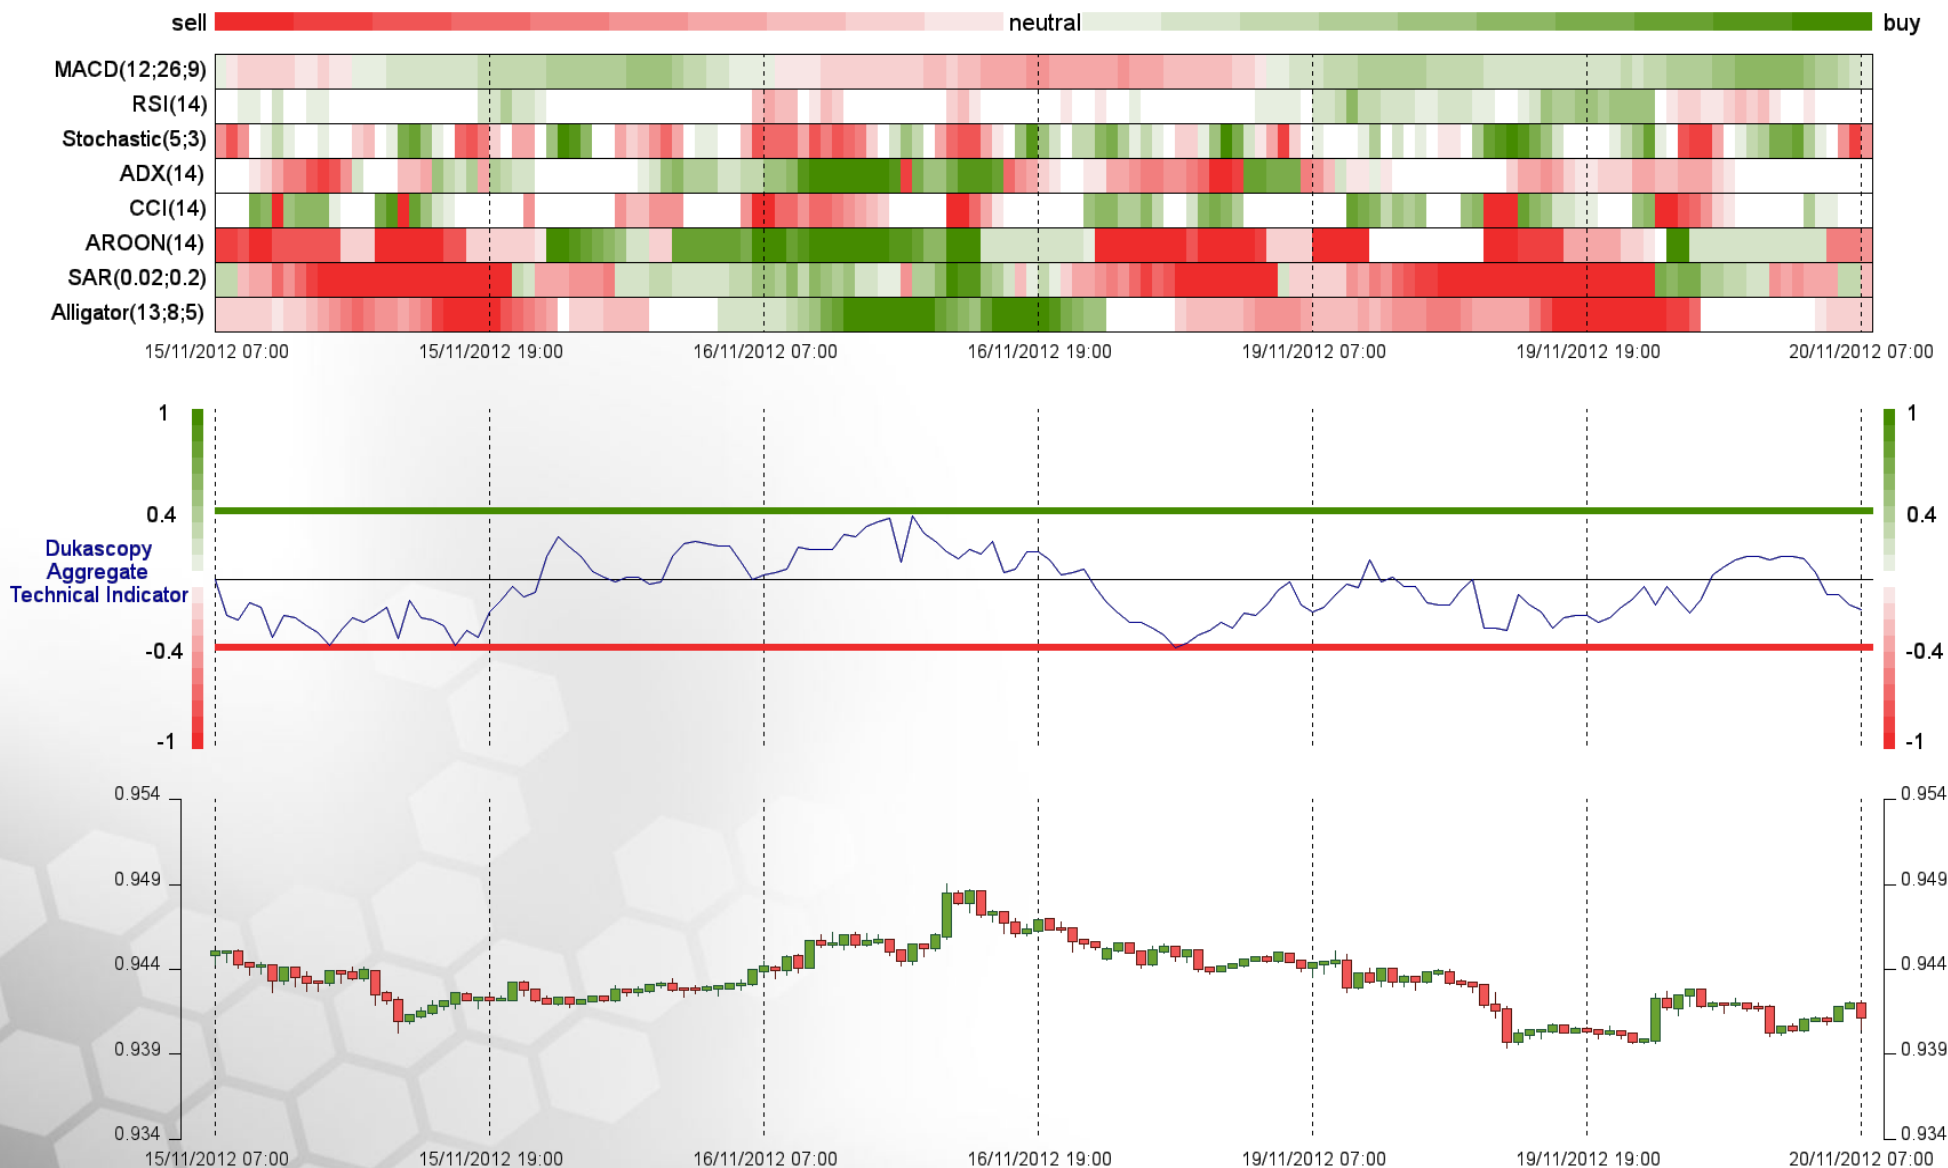 sell neutral buy
MACD(12;26;9)
RSI(14)
Stochastic(5;3)
ADX(14)
CCI(14)
AROON(14)
SAR(0.02;0.2)
Alligator(13;8;5)
15/11/2012 07:00 15/11/2012 19:00 16/11/2012 07:00 16/11/2012 19:00 19/11/2012 07:00 19/11/2012 19:00 20/11/2012 07:00
1 1
0.4 0.4
Dukascopy
Aggregate
Technical Indicator
-0.4 -0.4
-1 -1
0.954 0.954
0.949 0.949
0.944 0.944
0.939 0.939
0.934 0.934
15/11/2012 07:00 15/11/2012 19:00 16/11/2012 07:00 16/11/2012 19:00 19/11/2012 07:00 19/11/2012 19:00 20/11/2012 07:00